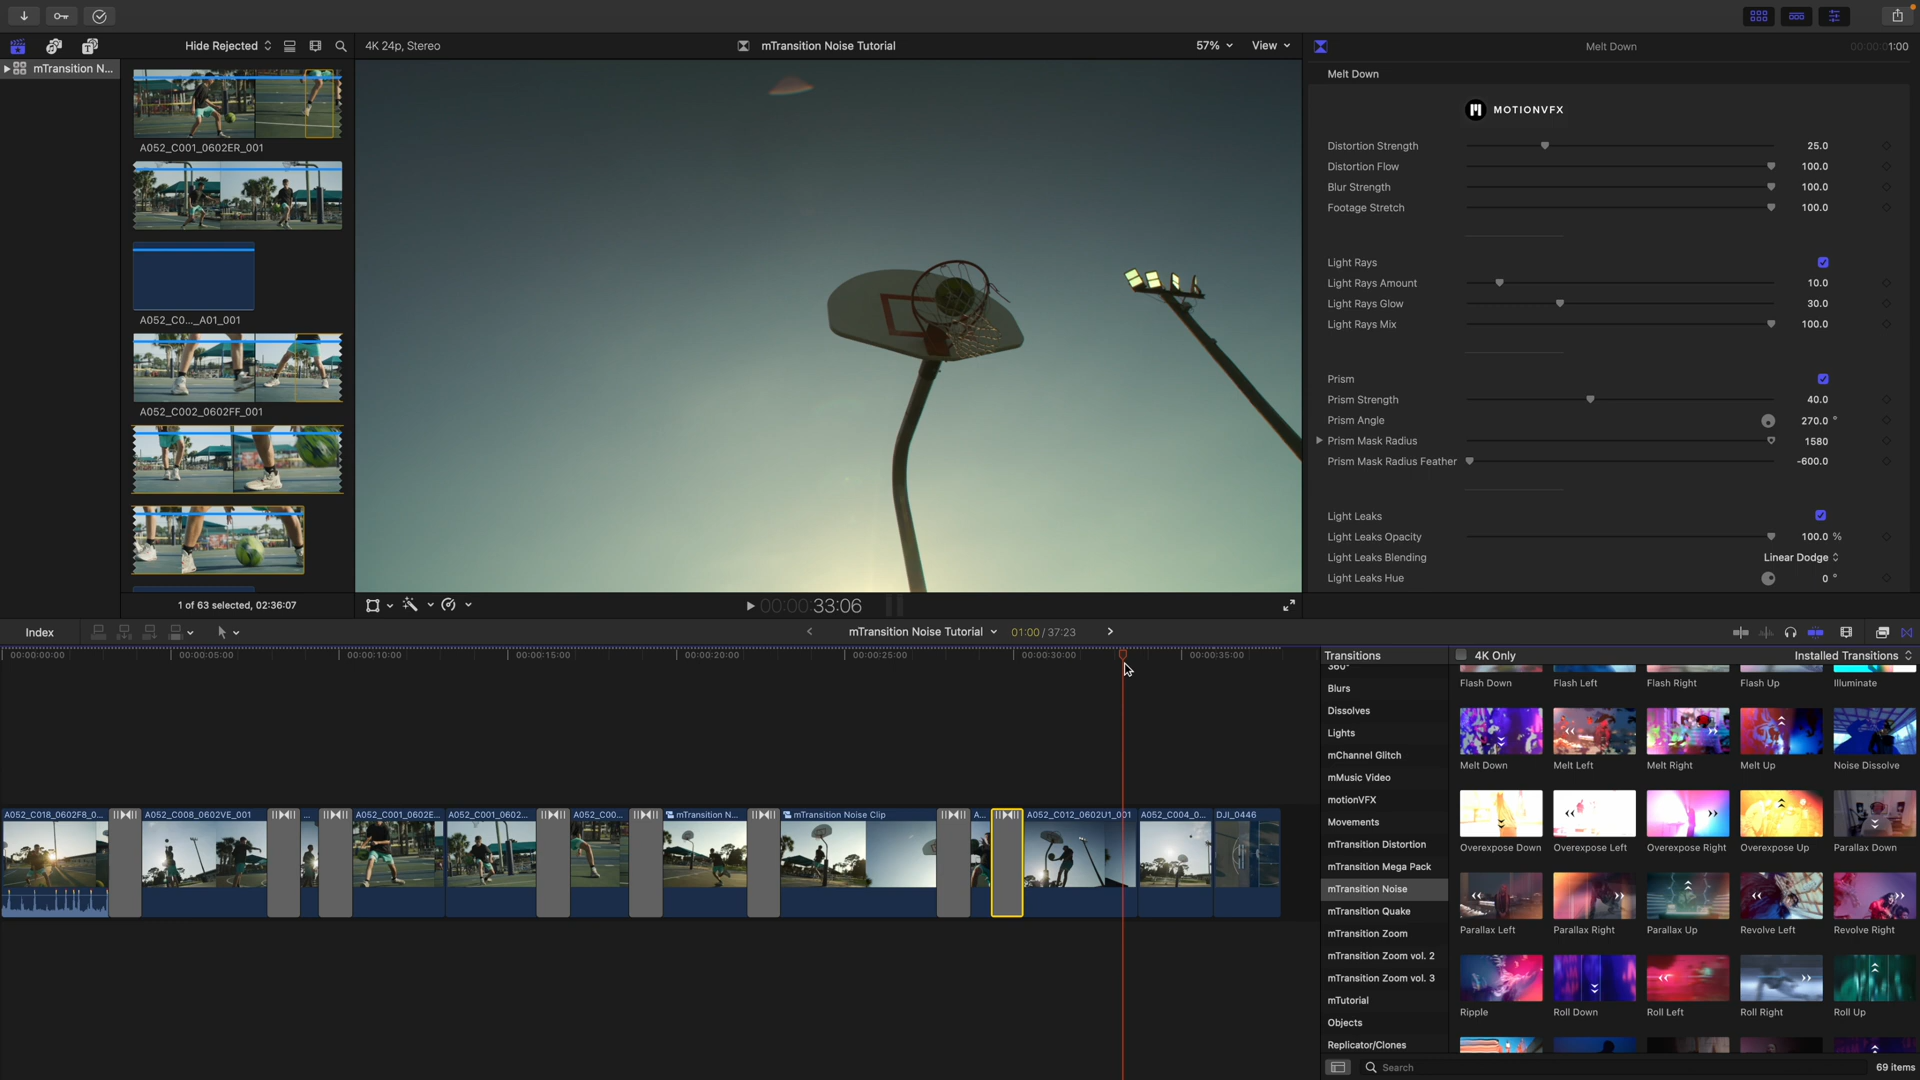 Hide Rejected
4K 24p, Stereo
mTransition Noise Tutorial
57%
View
Melt Down
00:00:01:00
mTransition N...
A052_C001_0602ER_001
A052_C0..._A01_001
A052_C002_0602FF_001
1 of 63 selected, 02:36:07
00:00:00:33:06
Melt Down
MOTIONVFX
Distortion Strength 25.0
Distortion Flow 100.0
Blur Strength 100.0
Footage Stretch 100.0
Light Rays
Light Rays Amount 10.0
Light Rays Glow 30.0
Light Rays Mix 100.0
Prism
Prism Strength 40.0
Prism Angle 270.0 °
Prism Mask Radius 1580
Prism Mask Radius Feather -600.0
Light Leaks
Light Leaks Opacity 100.0 %
Light Leaks Blending Linear Dodge
Light Leaks Hue 0 °
Index
mTransition Noise Tutorial
01:00 / 37:23
00:00:00:00
00:00:05:00
00:00:10:00
00:00:15:00
00:00:20:00
00:00:25:00
00:00:30:00
00:00:35:00
A052_C018_0602F8_0...
A052_C008_0602VE_001
...
A052_C001_0602E...
A052_C001_0602...
A052_C00...
mTransition N...
mTransition Noise Clip
A...
A052_C012_0602U1_001
A052_C004_0...
DJI_0446
Transitions
4K Only
Installed Transitions
360°
Blurs
Dissolves
Lights
mChannel Glitch
mMusic Video
motionVFX
Movements
mTransition Distortion
mTransition Mega Pack
mTransition Noise
mTransition Quake
mTransition Zoom
mTransition Zoom vol. 2
mTransition Zoom vol. 3
mTutorial
Objects
Replicator/Clones
Flash Down
Flash Left
Flash Right
Flash Up
Illuminate
Melt Down
Melt Left
Melt Right
Melt Up
Noise Dissolve
Overexpose Down
Overexpose Left
Overexpose Right
Overexpose Up
Parallax Down
Parallax Left
Parallax Right
Parallax Up
Revolve Left
Revolve Right
Ripple
Roll Down
Roll Left
Roll Right
Roll Up
Search
69 items